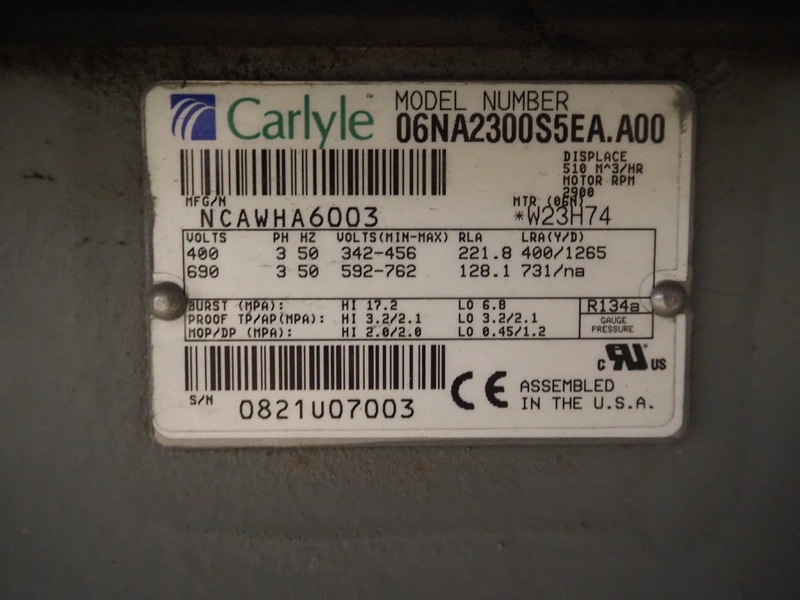 Carlyle™ MODEL NUMBER
06NA2300S5EA.A00
DISPLACE
510 M^3/HR
MOTOR RPM
2900
MFG/N
NCAWHA6003
MTR (06N)
*W23H74
VOLTS PH HZ VOLTS(MIN-MAX) RLA LRA(Y/D)
400 3 50 342-456 221.8 400/1265
690 3 50 592-762 128.1 731/na
BURST (MPA): HI 17.2 LO 6.8
PROOF TP/AP(MPA): HI 3.2/2.1 LO 3.2/2.1
MOP/DP (MPA): HI 2.0/2.0 LO 0.45/1.2
R134a
GAUGE
PRESSURE
c RU US
S/N
0821U07003
CE ASSEMBLED
IN THE U.S.A.